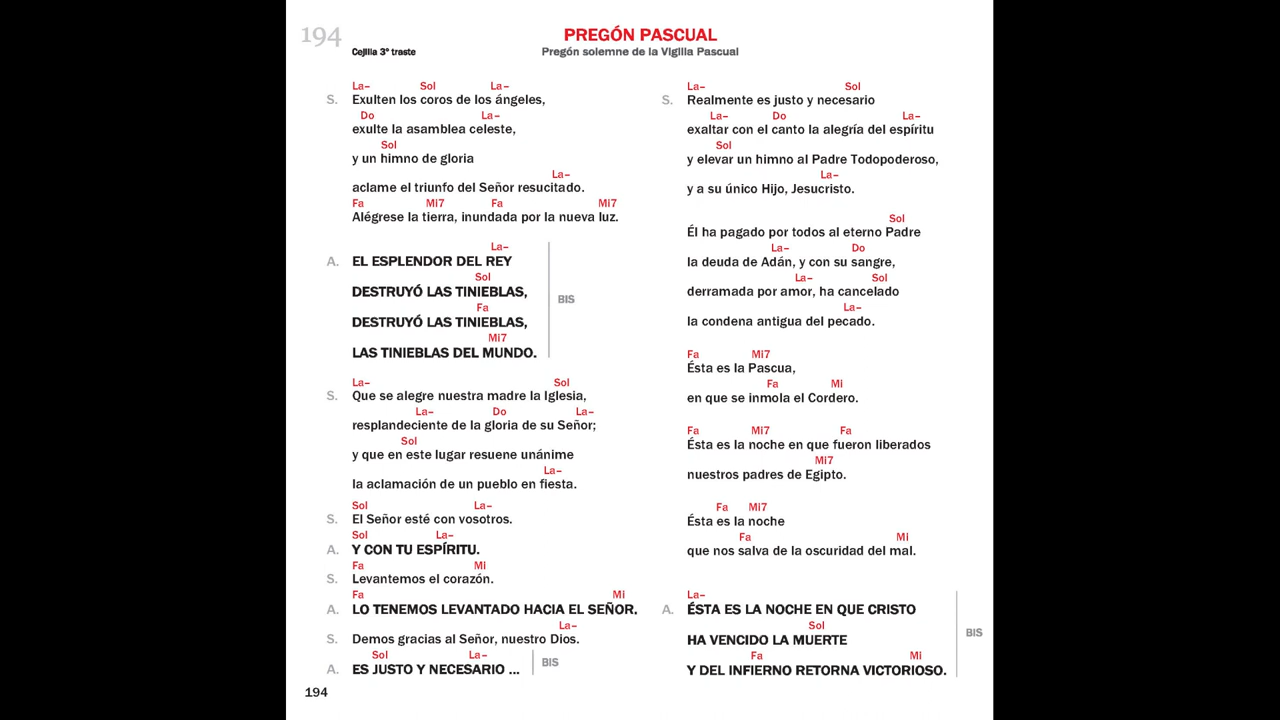 194
PREGÓN PASCUAL
Cejilla 3º traste
Pregón solemne de la Vigilia Pascual
La– Sol La–
S. Exulten los coros de los ángeles,
Do La–
exulte la asamblea celeste,
Sol
y un himno de gloria
La–
aclame el triunfo del Señor resucitado.
Fa Mi7 Fa Mi7
Alégrese la tierra, inundada por la nueva luz.
La–
A. EL ESPLENDOR DEL REY
Sol
DESTRUYÓ LAS TINIEBLAS,
BIS
Fa
DESTRUYÓ LAS TINIEBLAS,
Mi7
LAS TINIEBLAS DEL MUNDO.
La– Sol
S. Que se alegre nuestra madre la Iglesia,
La– Do La–
resplandeciente de la gloria de su Señor;
Sol
y que en este lugar resuene unánime
La–
la aclamación de un pueblo en fiesta.
Sol La–
S. El Señor esté con vosotros.
Sol La–
A. Y CON TU ESPÍRITU.
Fa Mi
S. Levantemos el corazón.
Fa Mi
A. LO TENEMOS LEVANTADO HACIA EL SEÑOR.
La–
S. Demos gracias al Señor, nuestro Dios.
Sol La–
A. ES JUSTO Y NECESARIO ... BIS
194
La– Sol
S. Realmente es justo y necesario
La– Do La–
exaltar con el canto la alegría del espíritu
Sol
y elevar un himno al Padre Todopoderoso,
La–
y a su único Hijo, Jesucristo.
Sol
Él ha pagado por todos al eterno Padre
La– Do
la deuda de Adán, y con su sangre,
La– Sol
derramada por amor, ha cancelado
La–
la condena antigua del pecado.
Fa Mi7
Ésta es la Pascua,
Fa Mi
en que se inmola el Cordero.
Fa Mi7 Fa
Ésta es la noche en que fueron liberados
Mi7
nuestros padres de Egipto.
Fa Mi7
Ésta es la noche
Fa Mi
que nos salva de la oscuridad del mal.
La–
A. ÉSTA ES LA NOCHE EN QUE CRISTO
Sol
HA VENCIDO LA MUERTE
BIS
Fa Mi
Y DEL INFIERNO RETORNA VICTORIOSO.